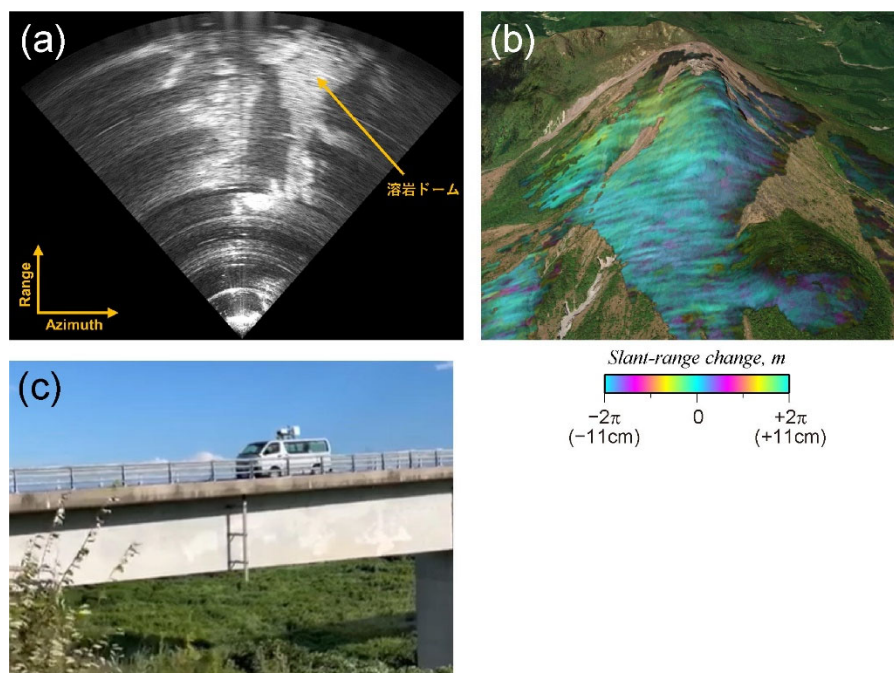 (a)
溶岩ドーム
Range
Azimuth
(b)
Slant-range change, m
−2π 0 +2π
(−11cm) (+11cm)
(c)